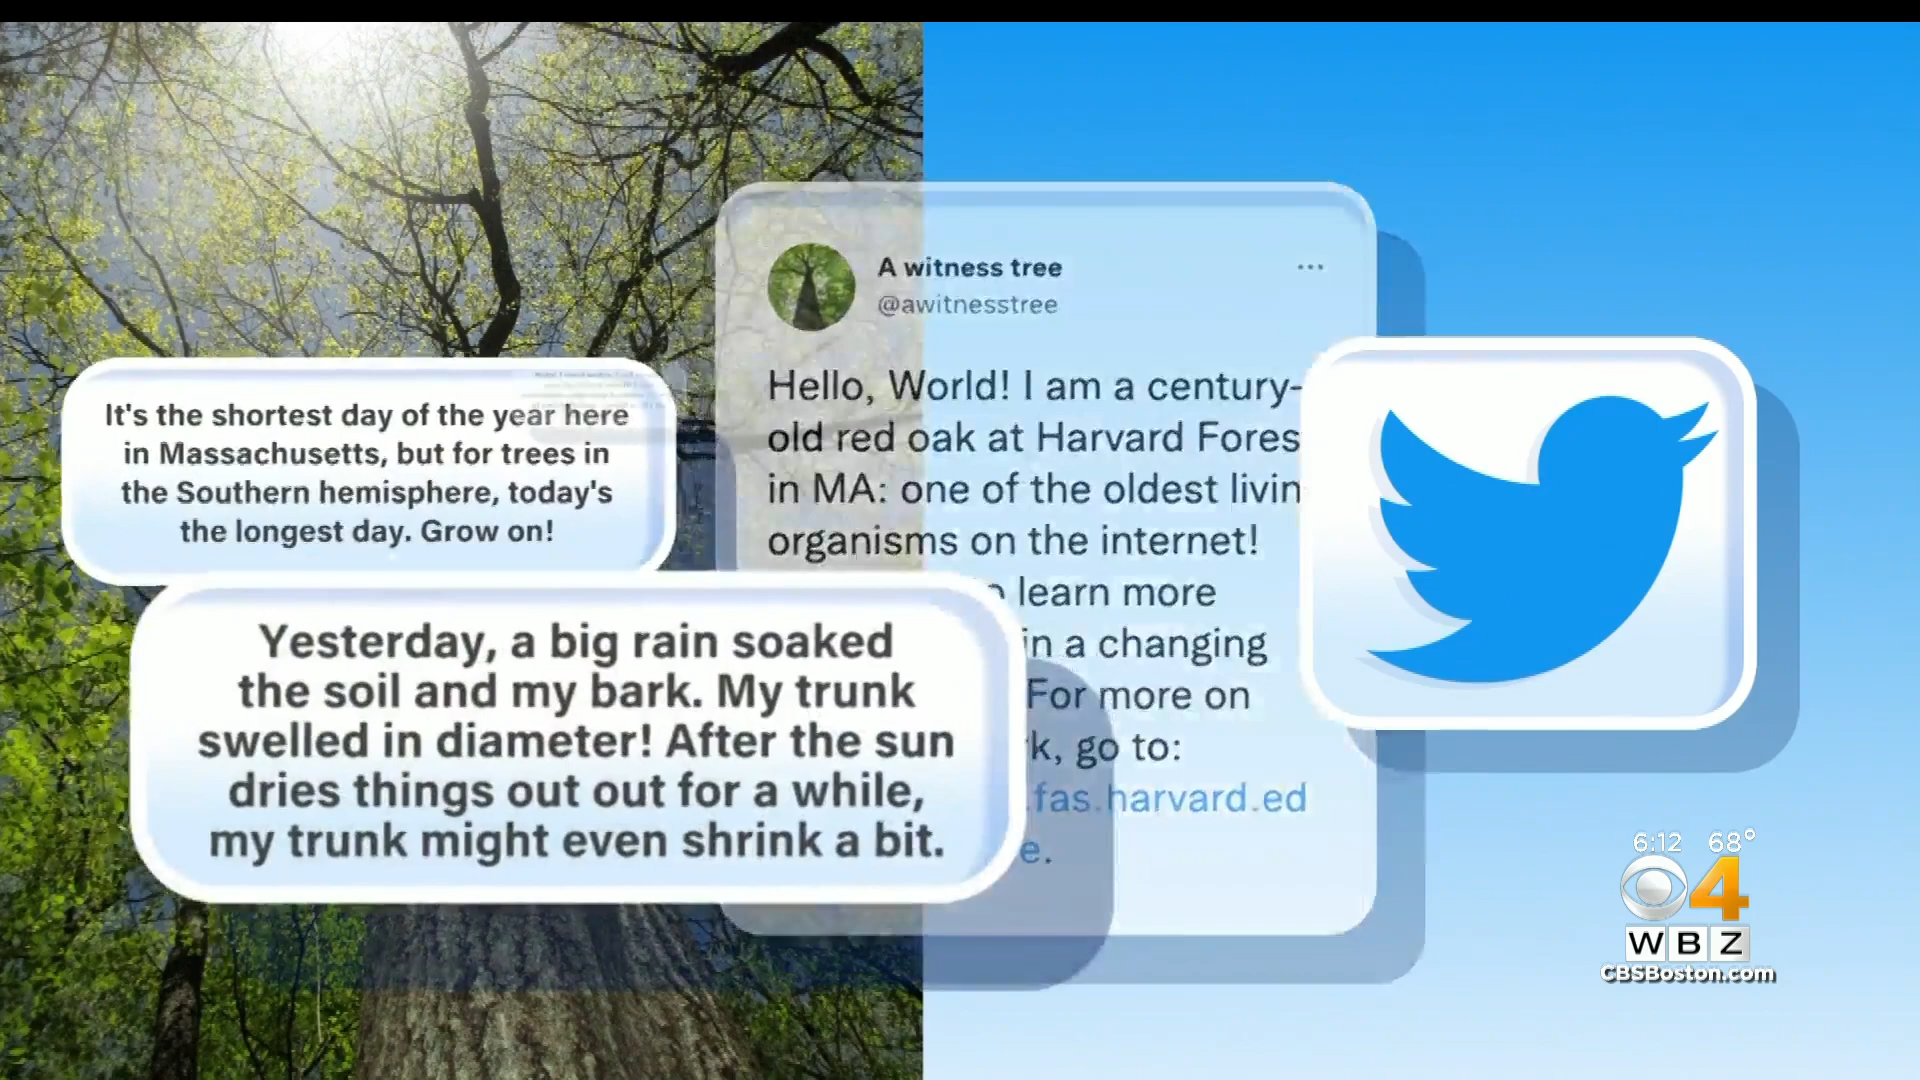 A witness tree
@awitnesstree
Hello, World! I am a century-
old red oak at Harvard Fores
in MA: one of the oldest livin
organisms on the internet!
learn more
in a changing
For more on
k, go to:
.fas.harvard.ed
e.
It's the shortest day of the year here
in Massachusetts, but for trees in
the Southern hemisphere, today's
the longest day. Grow on!
Yesterday, a big rain soaked
the soil and my bark. My trunk
swelled in diameter! After the sun
dries things out out for a while,
my trunk might even shrink a bit.
6:12 68°
4
WBZ
CBSBoston.com